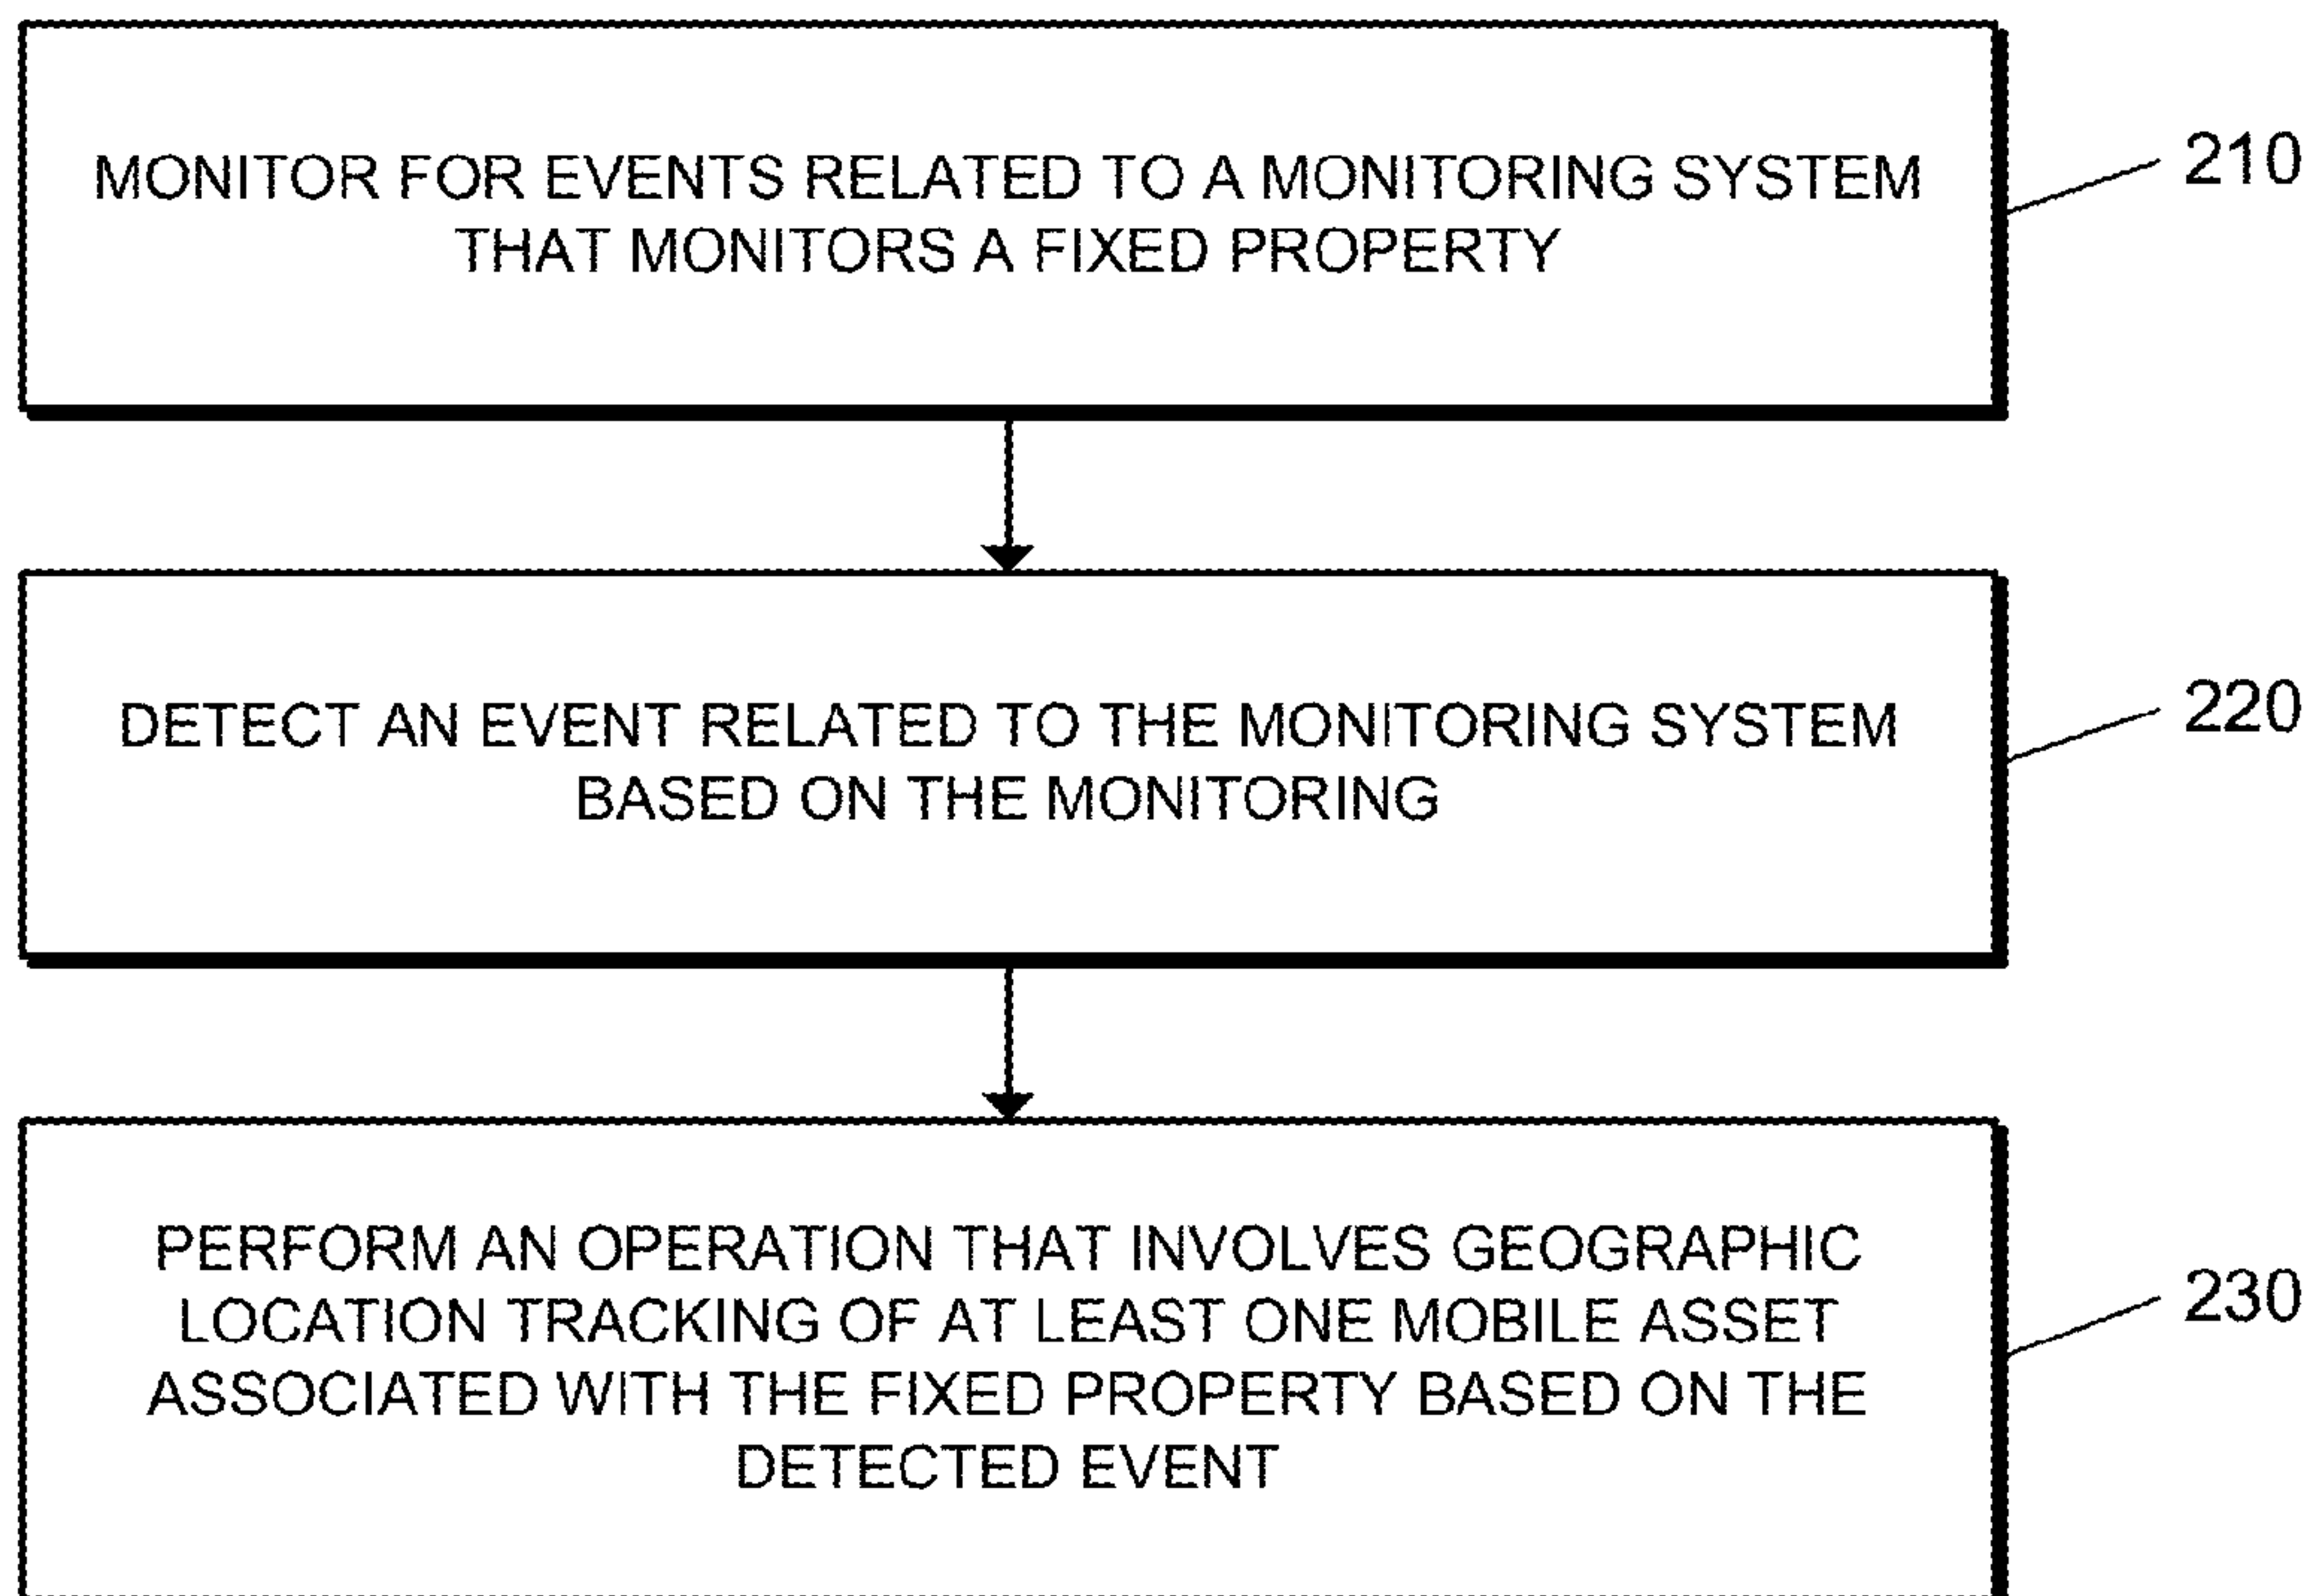 MONITOR FOR EVENTS RELATED TO A MONITORING SYSTEM
THAT MONITORS A FIXED PROPERTY
210
DETECT AN EVENT RELATED TO THE MONITORING SYSTEM
BASED ON THE MONITORING
220
PERFORM AN OPERATION THAT INVOLVES GEOGRAPHIC
LOCATION TRACKING OF AT LEAST ONE MOBILE ASSET
ASSOCIATED WITH THE FIXED PROPERTY BASED ON THE
DETECTED EVENT
230